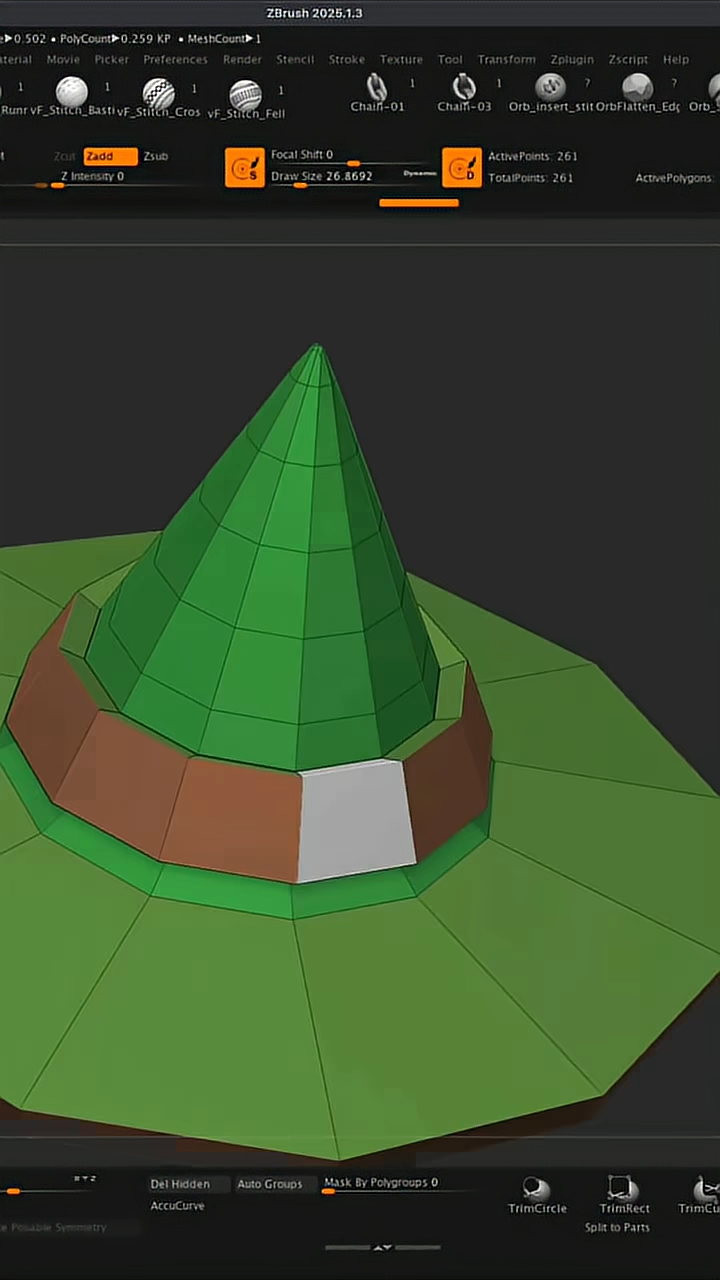 ZBrush 2025.1.3
0.502 • PolyCount▶0.259 KP • MeshCount▶1
Movie Picker Preferences Render Stencil Stroke Texture Tool Transform Zplugin Zscript Help
1 1 1 1 1 1 ? ?
vF_Stitch_Basti vF_Stitch_Cros vF_Stitch_Fell Chain-01 Chain-03 Orb_insert_stit OrbFlatten_Edg Orb_
Zcut Zadd Zsub Focal Shift 0 ActivePoints: 261
Z Intensity 0 S Draw Size 26.8692 Dynamic D TotalPoints: 261 ActivePolygons:
Del Hidden Auto Groups Mask By Polygroups 0
AccuCurve TrimCircle TrimRect TrimCu
Posable Symmetry Split to Parts